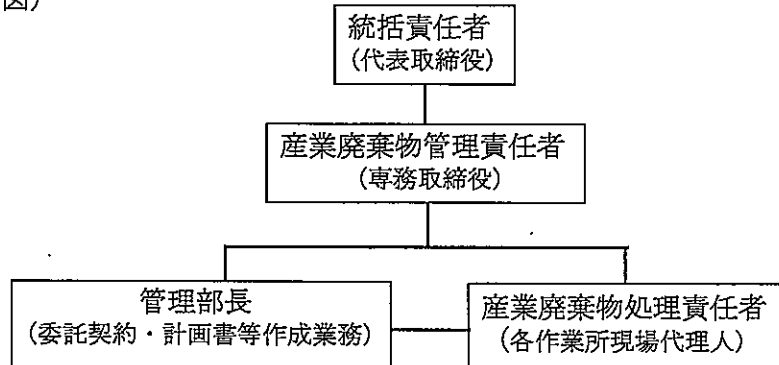 図)
統括責任者
(代表取締役)
産業廃棄物管理責任者
(専務取締役)
管理部長
(委託契約・計画書等作成業務)
産業廃棄物処理責任者
(各作業所現場代理人)